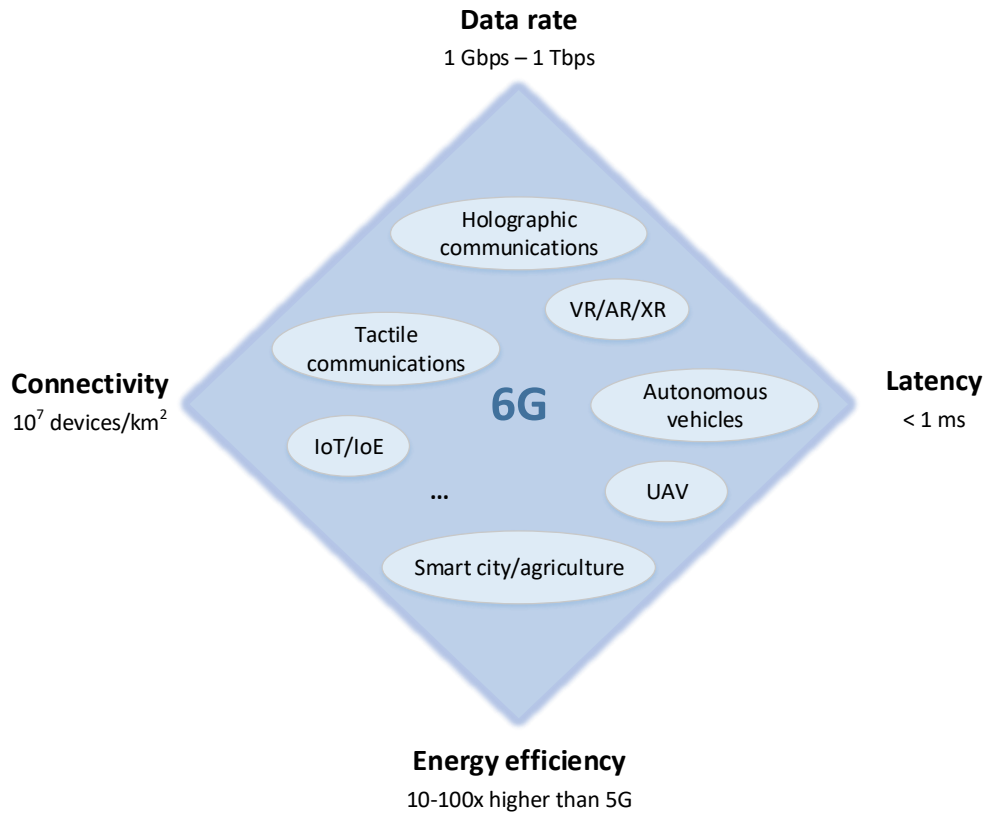 Data rate
1 Gbps – 1 Tbps
Holographic
communications
VR/AR/XR
Tactile
communications
Connectivity
10⁷ devices/km²
6G
Autonomous
vehicles
Latency
< 1 ms
IoT/IoE
...
UAV
Smart city/agriculture
Energy efficiency
10-100x higher than 5G